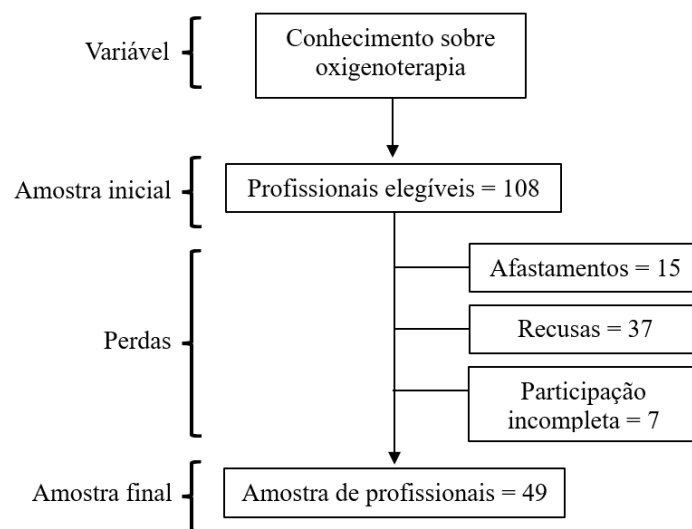 Variável
Conhecimento sobre
oxigenoterapia
Amostra inicial
Profissionais elegíveis = 108
Perdas
Afastamentos = 15
Recusas = 37
Participação
incompleta = 7
Amostra final
Amostra de profissionais = 49